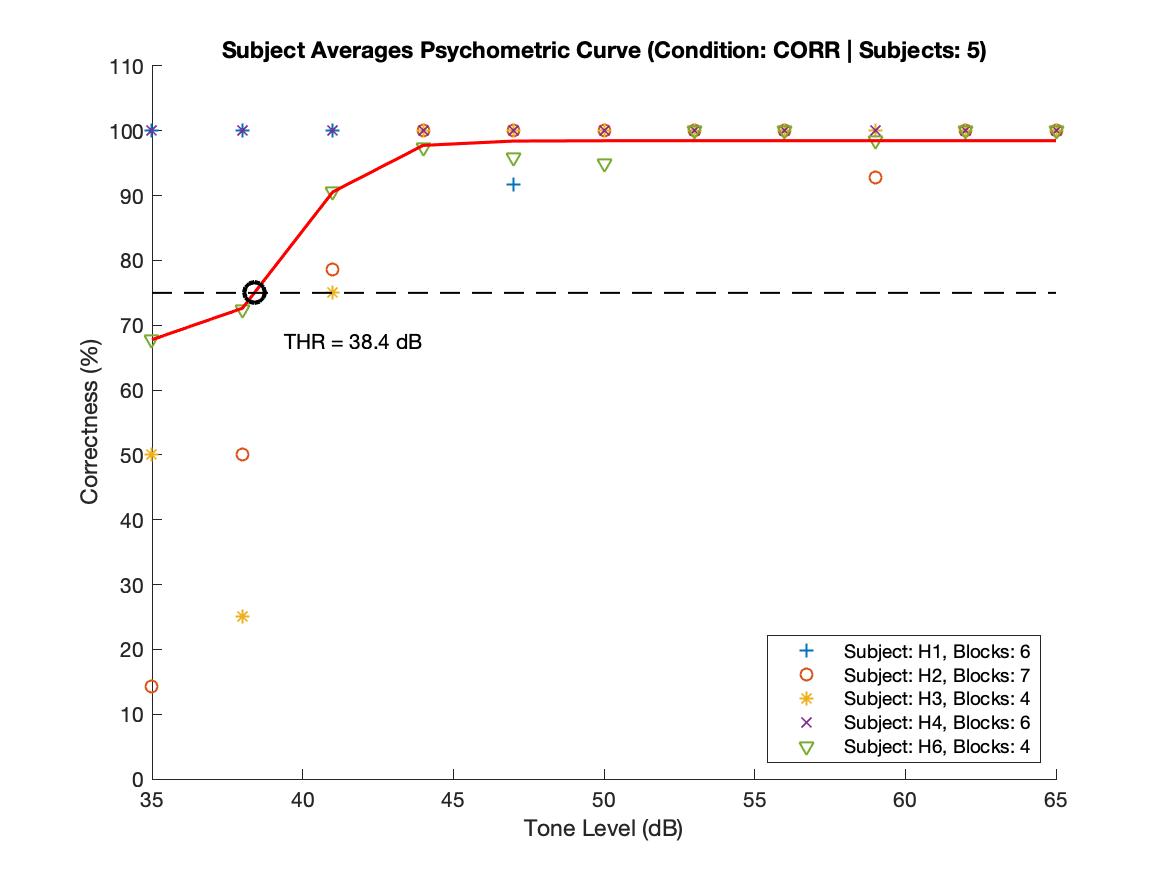 Subject Averages Psychometric Curve (Condition: CORR | Subjects: 5)
110
100
90
80
70
60
50
40
30
20
10
0
Correctness (%)
THR = 38.4 dB
Subject: H1, Blocks: 6
Subject: H2, Blocks: 7
Subject: H3, Blocks: 4
Subject: H4, Blocks: 6
Subject: H6, Blocks: 4
35 40 45 50 55 60 65
Tone Level (dB)